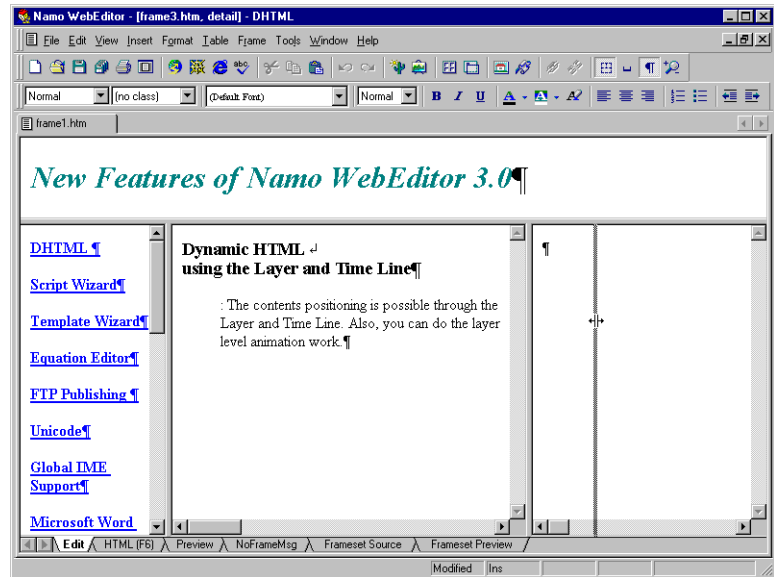 Namo WebEditor - [frame3.htm, detail] - DHTML
File Edit View Insert Format Table Frame Tools Window Help
Normal (no class) (Default Font) Normal B I U A A A
frame1.htm
New Features of Namo WebEditor 3.0¶
DHTML ¶
Script Wizard¶
Template Wizard¶
Equation Editor¶
FTP Publishing ¶
Unicode¶
Global IME
Support¶
Microsoft Word
Dynamic HTML ↵
using the Layer and Time Line¶
: The contents positioning is possible through the
Layer and Time Line. Also, you can do the layer
level animation work.¶
¶
Edit HTML (F6) Preview NoFrameMsg Frameset Source Frameset Preview
Modified Ins